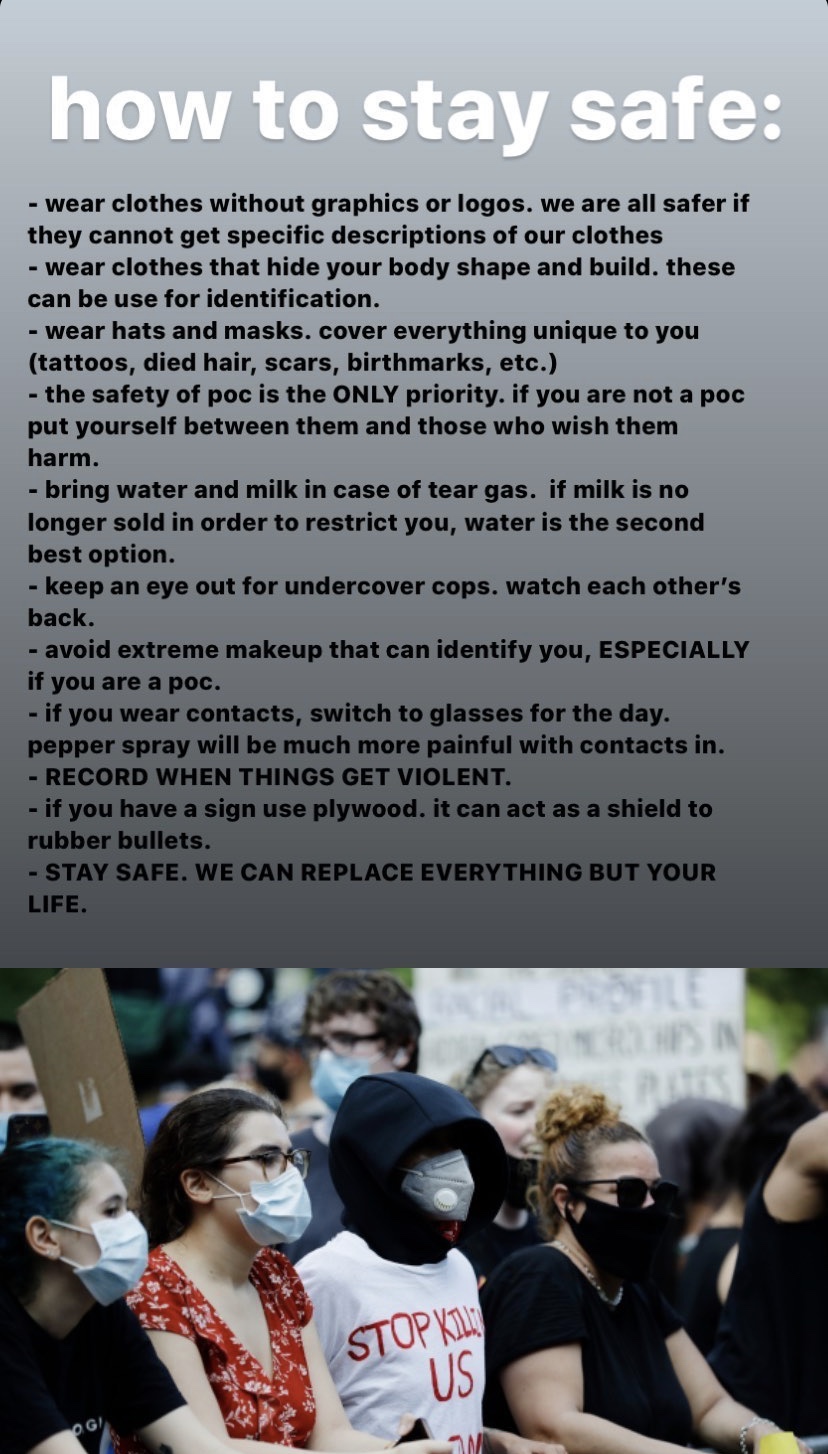 how to stay safe:
- wear clothes without graphics or logos. we are all safer if
they cannot get specific descriptions of our clothes
- wear clothes that hide your body shape and build. these
can be use for identification.
- wear hats and masks. cover everything unique to you
(tattoos, died hair, scars, birthmarks, etc.)
- the safety of poc is the ONLY priority. if you are not a poc
put yourself between them and those who wish them
harm.
- bring water and milk in case of tear gas.  if milk is no
longer sold in order to restrict you, water is the second
best option.
- keep an eye out for undercover cops. watch each other’s
back.
- avoid extreme makeup that can identify you, ESPECIALLY
if you are a poc.
- if you wear contacts, switch to glasses for the day.
pepper spray will be much more painful with contacts in.
- RECORD WHEN THINGS GET VIOLENT.
- if you have a sign use plywood. it can act as a shield to
rubber bullets.
- STAY SAFE. WE CAN REPLACE EVERYTHING BUT YOUR
LIFE.
RACIAL PROFILE
IN
PLATES
STOP KILLIN
US